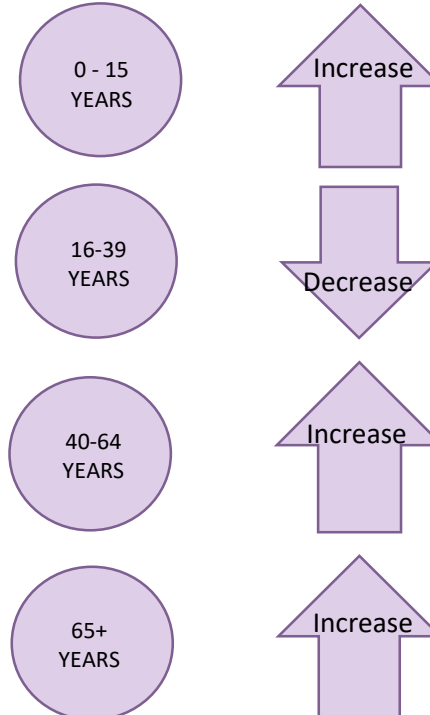 0 - 15
YEARS
Increase
16-39
YEARS
Decrease
40-64
YEARS
Increase
65+
YEARS
Increase